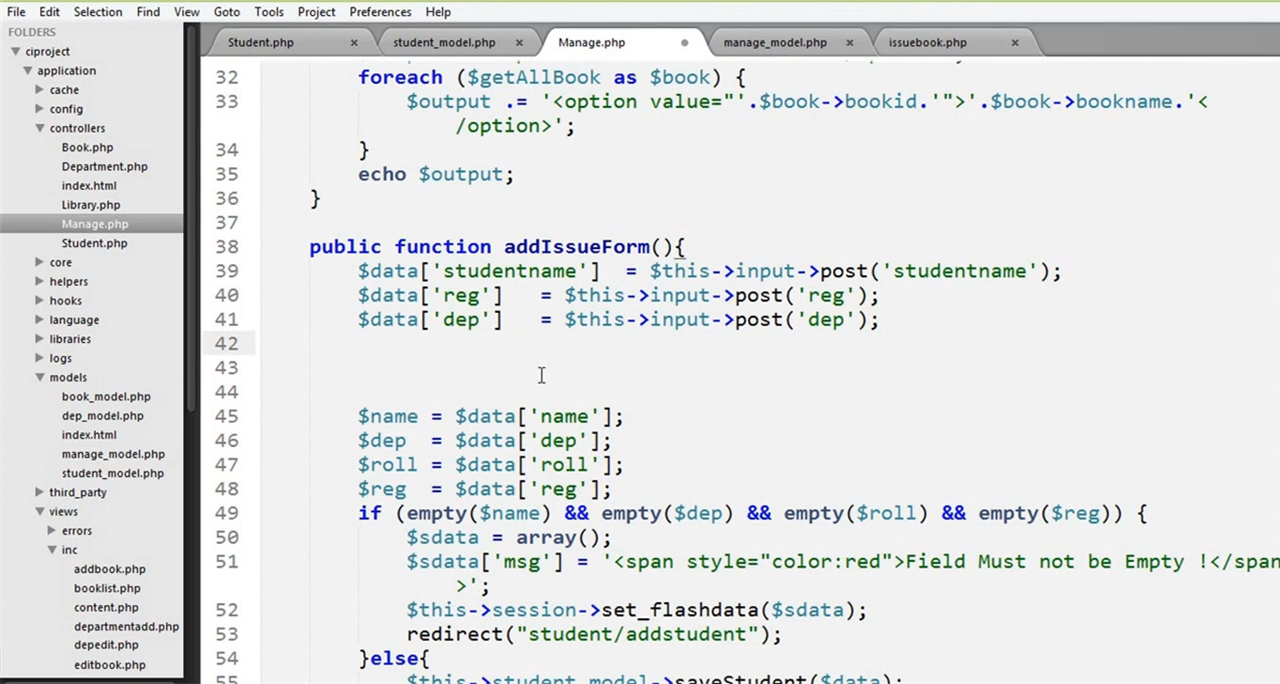 File Edit Selection Find View Goto Tools Project Preferences Help
FOLDERS
ciproject
application
cache
config
controllers
Book.php
Department.php
index.html
Library.php
Manage.php
Student.php
core
helpers
hooks
language
libraries
logs
models
book_model.php
dep_model.php
index.html
manage_model.php
student_model.php
third_party
views
errors
inc
addbook.php
booklist.php
content.php
departmentadd.php
depedit.php
editbook.php
Student.php × student_model.php × Manage.php manage_model.php × issuebook.php ×
32 foreach ($getAllBook as $book) {
33 $output .= '<option value="'.$book->bookid.'">'.$book->bookname.'<
/option>';
34 }
35 echo $output;
36 }
37
38 public function addIssueForm(){
39 $data['studentname'] = $this->input->post('studentname');
40 $data['reg'] = $this->input->post('reg');
41 $data['dep'] = $this->input->post('dep');
42
43
44
45 $name = $data['name'];
46 $dep = $data['dep'];
47 $roll = $data['roll'];
48 $reg = $data['reg'];
49 if (empty($name) && empty($dep) && empty($roll) && empty($reg)) {
50 $sdata = array();
51 $sdata['msg'] = '<span style="color:red">Field Must not be Empty !</span
>';
52 $this->session->set_flashdata($sdata);
53 redirect("student/addstudent");
54 }else{
55 $this->student_model->saveStudent($data);